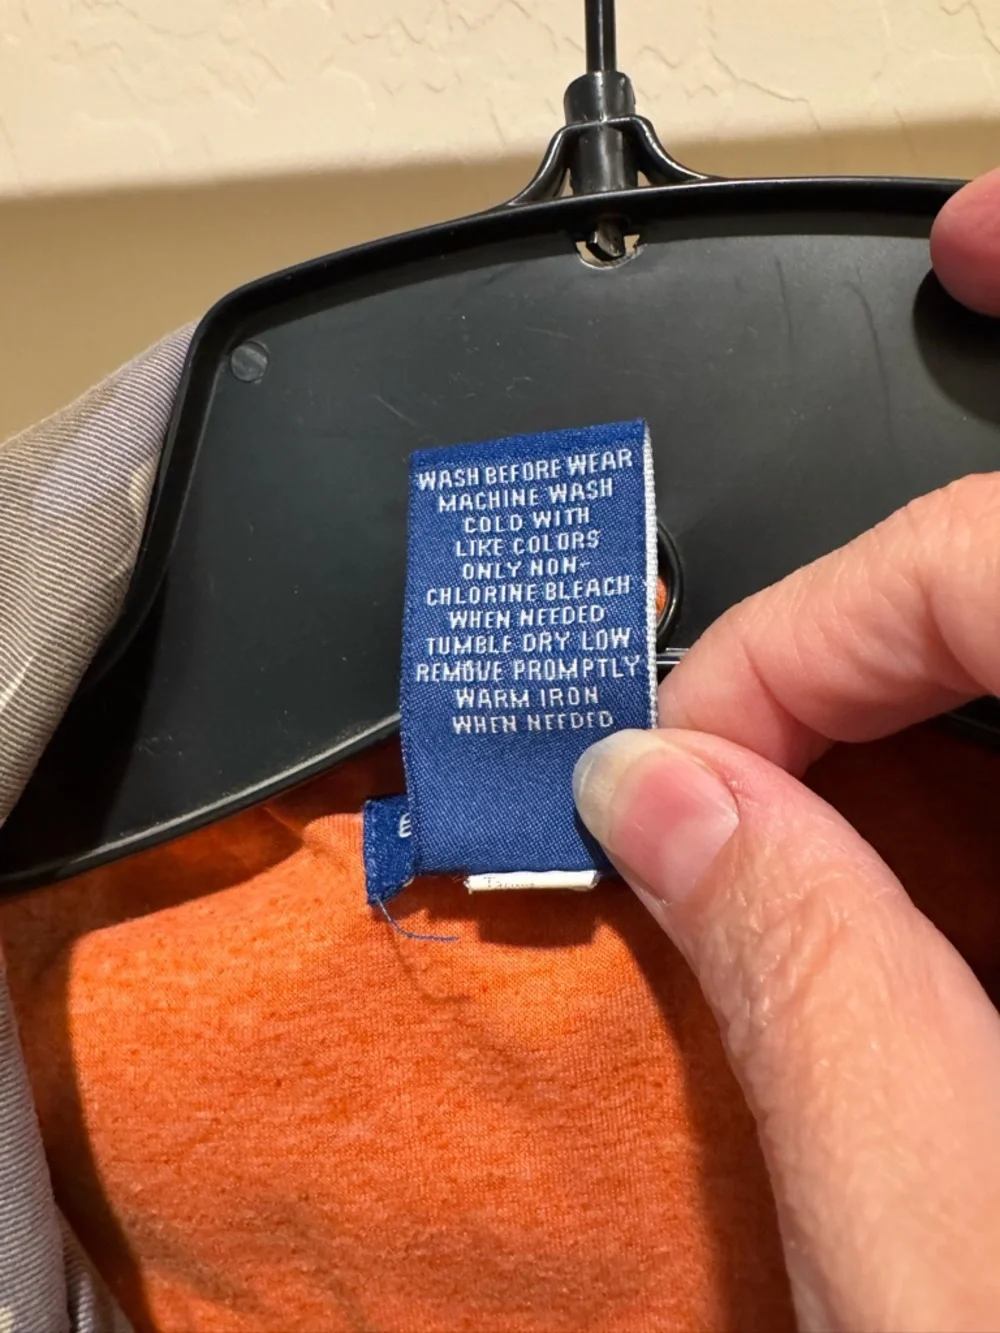 WASH BEFORE WEAR
MACHINE WASH
COLD WITH
LIKE COLORS
ONLY NON-
CHLORINE BLEACH
WHEN NEEDED
TUMBLE DRY LOW
REMOVE PROMPTLY
WARM IRON
WHEN NEEDED